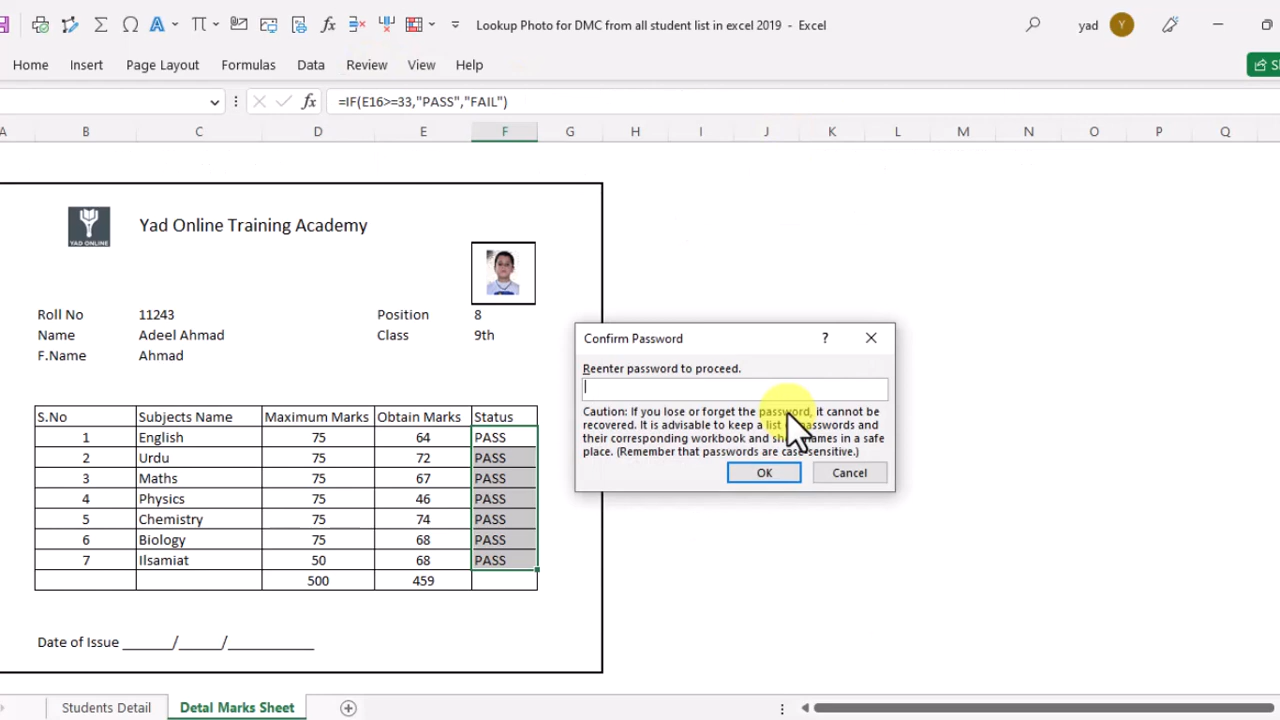 Lookup Photo for DMC from all student list in excel 2019 - Excel
yad Y
Home Insert Page Layout Formulas Data Review View Help
fx =IF(E16>=33,"PASS","FAIL")
A B C D E F G H I J K L M N O P Q
YAD ONLINE
Yad Online Training Academy
Roll No 11243 Position 8
Name Adeel Ahmad Class 9th
F.Name Ahmad
S.No Subjects Name Maximum Marks Obtain Marks Status
1 English 75 64 PASS
2 Urdu 75 72 PASS
3 Maths 75 67 PASS
4 Physics 75 46 PASS
5 Chemistry 75 74 PASS
6 Biology 75 68 PASS
7 Ilsamiat 50 68 PASS
500 459
Date of Issue ______/_____/__________
Confirm Password ?
Reenter password to proceed.
Caution: If you lose or forget the password, it cannot be
recovered. It is advisable to keep a list passwords and
their corresponding workbook and names in a safe
place. (Remember that passwords are case-sensitive.)
OK Cancel
Students Detail Detal Marks Sheet